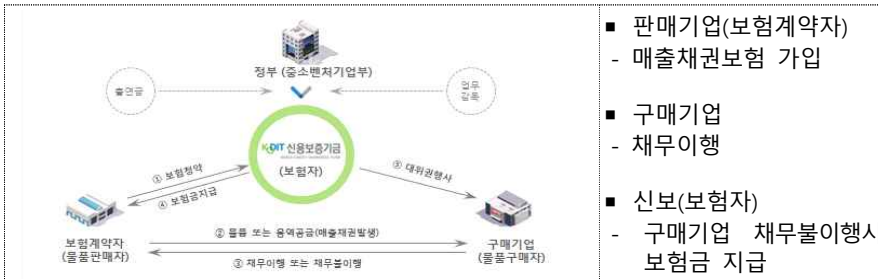 정부 (중소벤처기업부)
출연금
업무
감독
KODIT 신용보증기금
(보험자)
① 보험청약
④ 보험금지급
⑤ 대위권행사
② 물품 또는 용역공급(매출채권발생)
③ 채무이행 또는 채무불이행
보험계약자
(물품판매자)
구매기업
(물품구매자)
▪ 판매기업(보험계약자)
- 매출채권보험 가입
▪ 구매기업
- 채무이행
▪ 신보(보험자)
- 구매기업 채무불이행시
보험금 지급